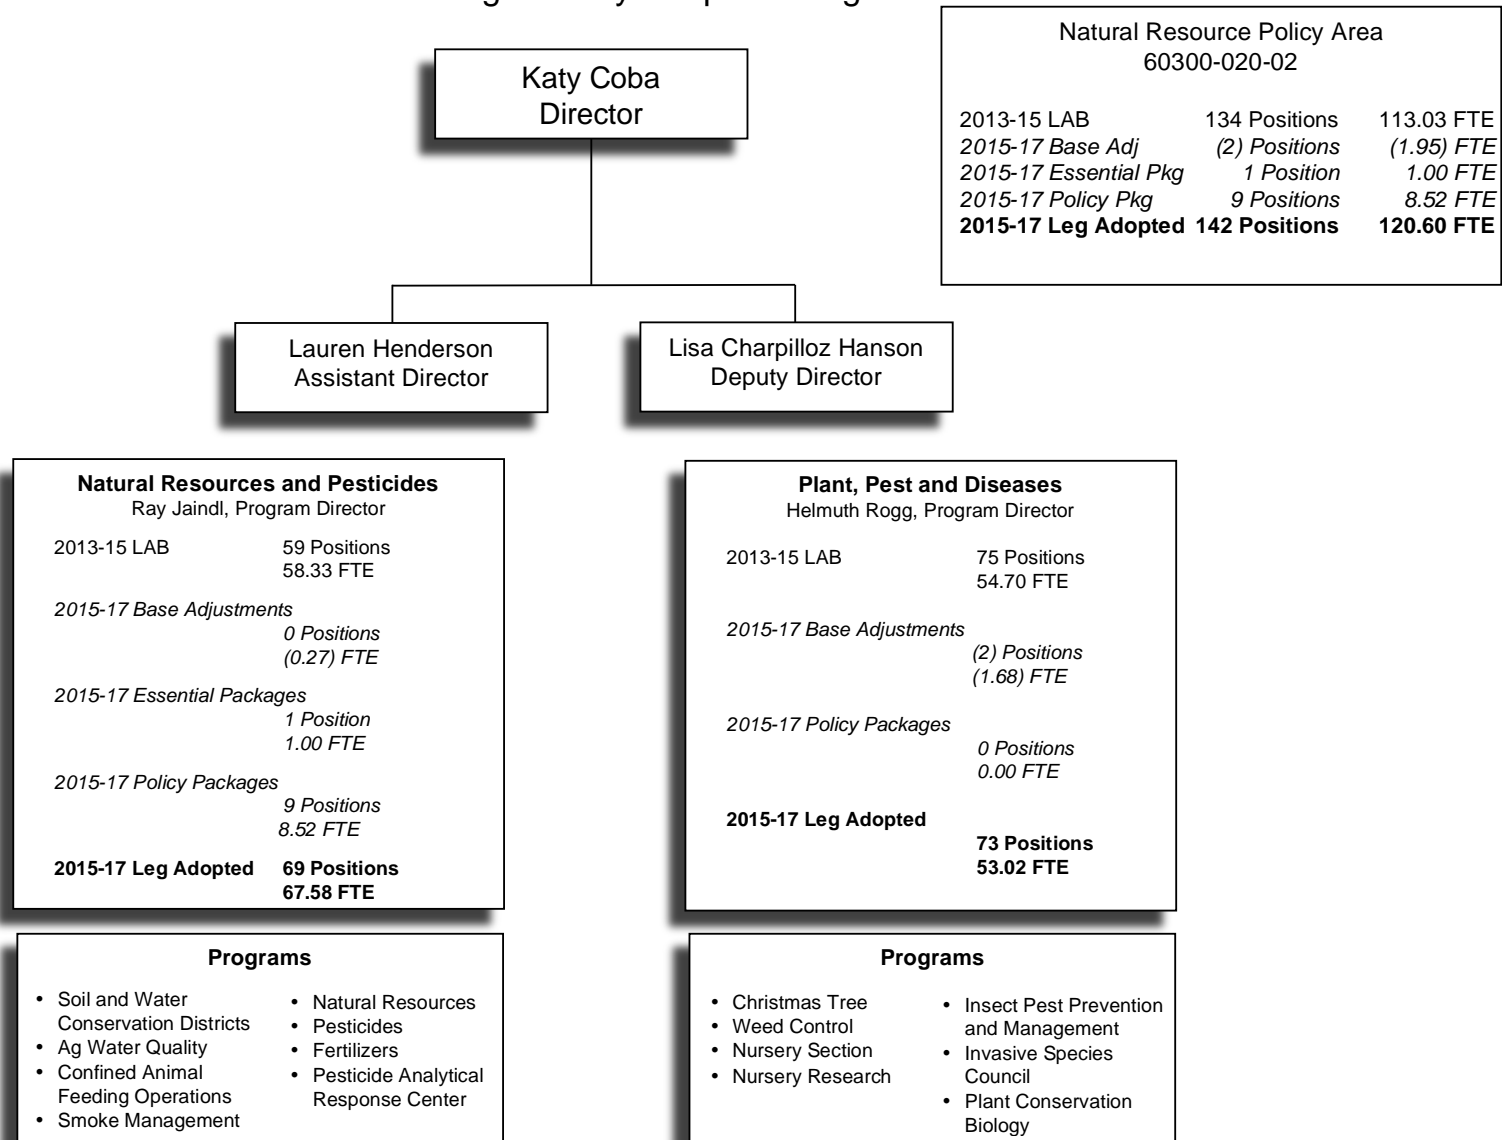 Katy Coba
Director
Natural Resource Policy Area
60300-020-02
2013-15 LAB 134 Positions 113.03 FTE
2015-17 Base Adj (2) Positions (1.95) FTE
2015-17 Essential Pkg 1 Position 1.00 FTE
2015-17 Policy Pkg 9 Positions 8.52 FTE
2015-17 Leg Adopted 142 Positions 120.60 FTE
Lauren Henderson
Assistant Director
Lisa Charpilloz Hanson
Deputy Director
Natural Resources and Pesticides
Ray Jaindl, Program Director
2013-15 LAB 59 Positions
58.33 FTE
2015-17 Base Adjustments
0 Positions
(0.27) FTE
2015-17 Essential Packages
1 Position
1.00 FTE
2015-17 Policy Packages
9 Positions
8.52 FTE
2015-17 Leg Adopted 69 Positions
67.58 FTE
Plant, Pest and Diseases
Helmuth Rogg, Program Director
2013-15 LAB 75 Positions
54.70 FTE
2015-17 Base Adjustments
(2) Positions
(1.68) FTE
2015-17 Policy Packages
0 Positions
0.00 FTE
2015-17 Leg Adopted
73 Positions
53.02 FTE
Programs
• Soil and Water
Conservation Districts
• Ag Water Quality
• Confined Animal
Feeding Operations
• Smoke Management
• Natural Resources
• Pesticides
• Fertilizers
• Pesticide Analytical
Response Center
Programs
• Christmas Tree
• Weed Control
• Nursery Section
• Nursery Research
• Insect Pest Prevention
and Management
• Invasive Species
Council
• Plant Conservation
Biology